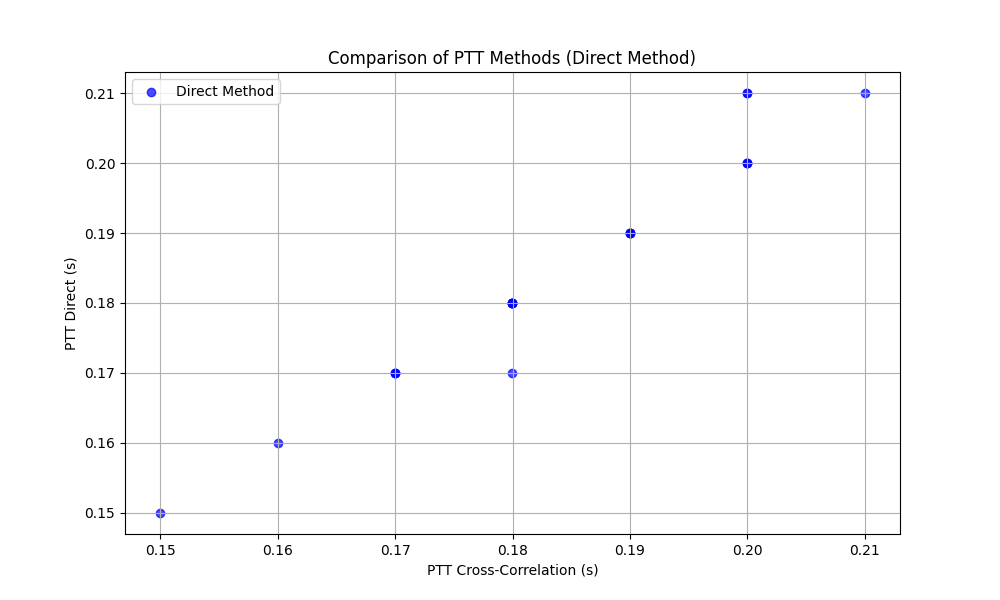 Comparison of PTT Methods (Direct Method)
Direct Method
0.21
0.20
0.19
0.18
0.17
0.16
0.15
PTT Direct (s)
0.15 0.16 0.17 0.18 0.19 0.20 0.21
PTT Cross-Correlation (s)